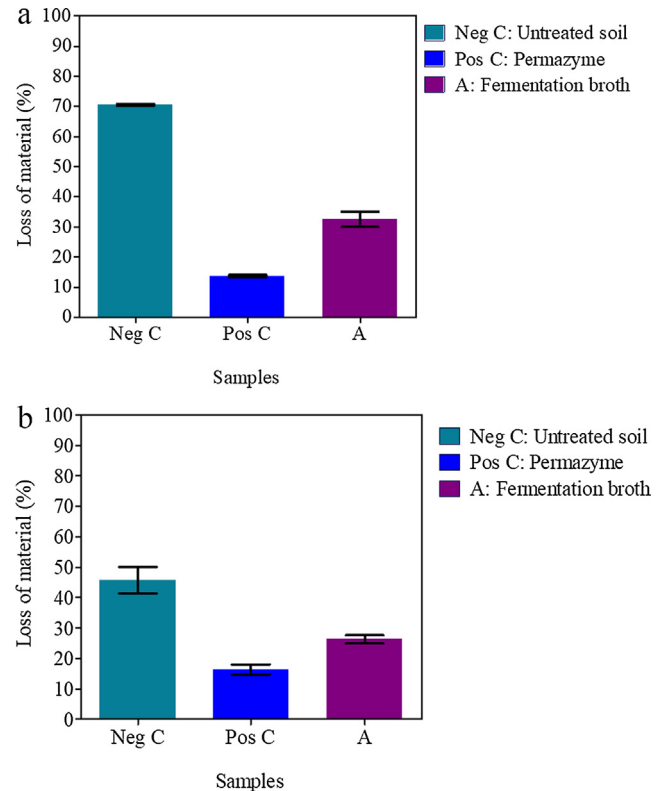 a
Loss of material (%)
100
90
80
70
60
50
40
30
20
10
0
Neg C Pos C A
Samples
Neg C: Untreated soil
Pos C: Permazyme
A: Fermentation broth
b
Loss of material (%)
100
90
80
70
60
50
40
30
20
10
0
Neg C Pos C A
Samples
Neg C: Untreated soil
Pos C: Permazyme
A: Fermentation broth